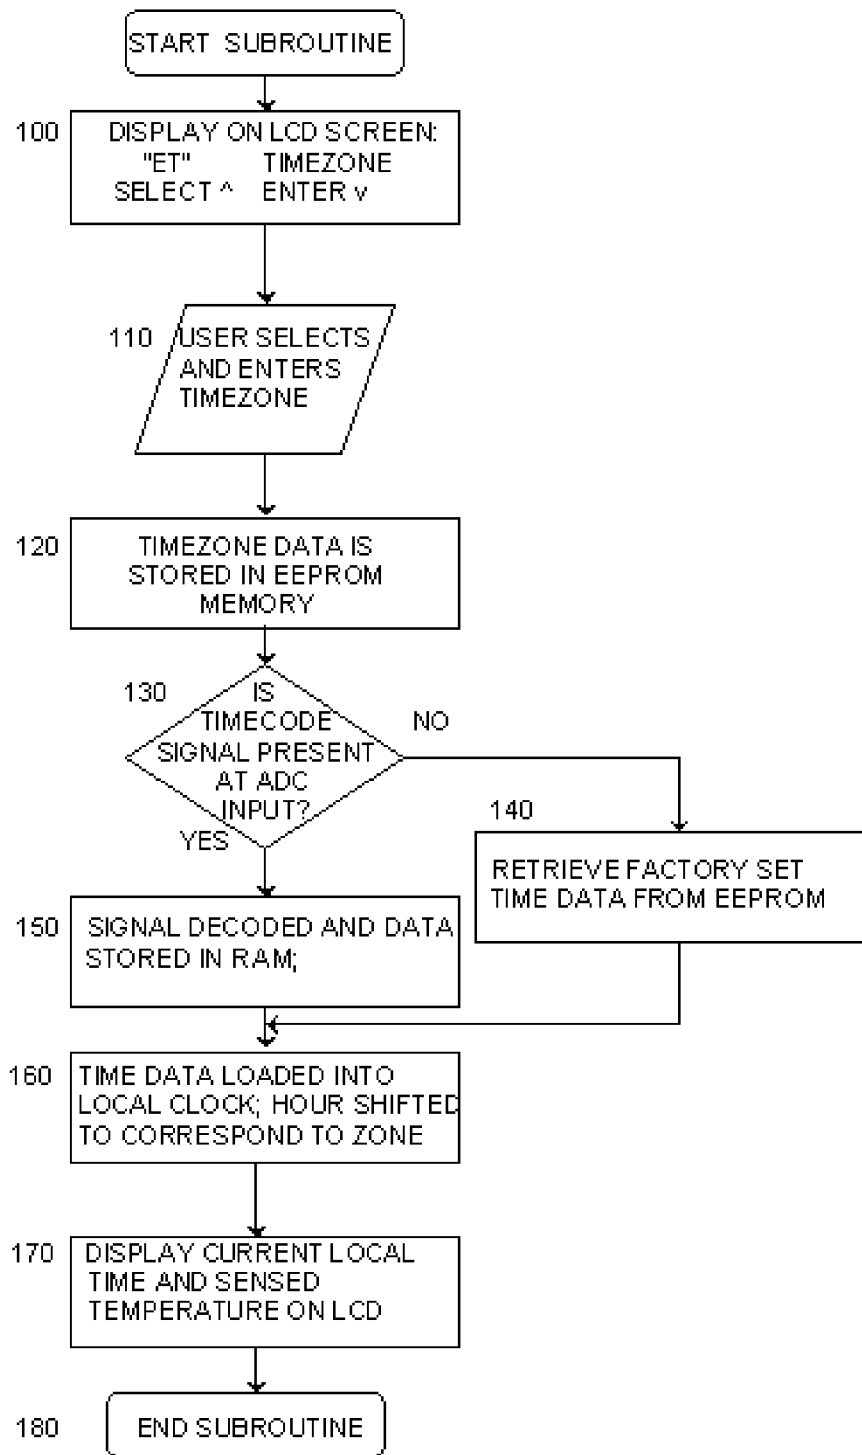 START SUBROUTINE
100
DISPLAY ON LCD SCREEN:
"ET" TIMEZONE
SELECT ^ ENTER v
110
USER SELECTS
AND ENTERS
TIMEZONE
120
TIMEZONE DATA IS
STORED IN EEPROM
MEMORY
130
IS
TIMECODE
SIGNAL PRESENT
AT ADC
INPUT?
NO
YES
140
RETRIEVE FACTORY SET
TIME DATA FROM EEPROM
150
SIGNAL DECODED AND DATA
STORED IN RAM;
160
TIME DATA LOADED INTO
LOCAL CLOCK; HOUR SHIFTED
TO CORRESPOND TO ZONE
170
DISPLAY CURRENT LOCAL
TIME AND SENSED
TEMPERATURE ON LCD
180
END SUBROUTINE